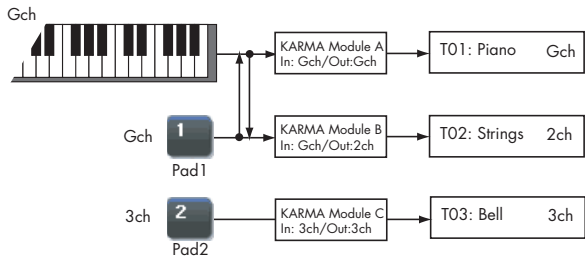 Gch
KARMA Module A
In: Gch/Out:Gch
T01: Piano Gch
Gch
1
Pad1
KARMA Module B
In: Gch/Out:2ch
T02: Strings 2ch
3ch
2
Pad2
KARMA Module C
In: 3ch/Out:3ch
T03: Bell 3ch